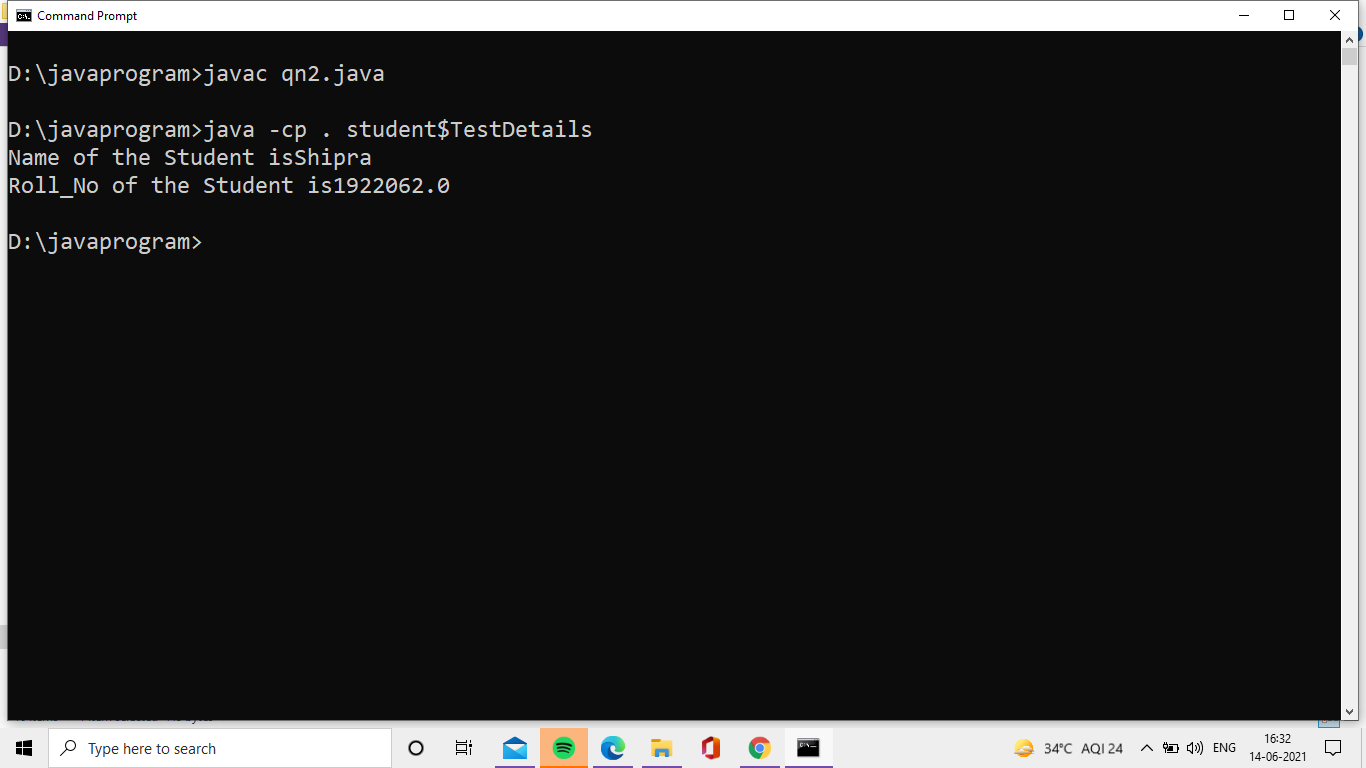 Command Prompt
D:\javaprogram>javac qn2.java
D:\javaprogram>java -cp . student$TestDetails
Name of the Student isShipra
Roll_No of the Student is1922062.0
D:\javaprogram>
Type here to search
34°C AQI 24
ENG
16:32
14-06-2021